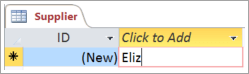 Supplier
ID Click to Add
(New) Eliz